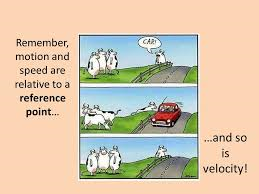 Remember,
motion and
speed are
relative to a
reference
point...
CAR!
...and so
is
velocity!